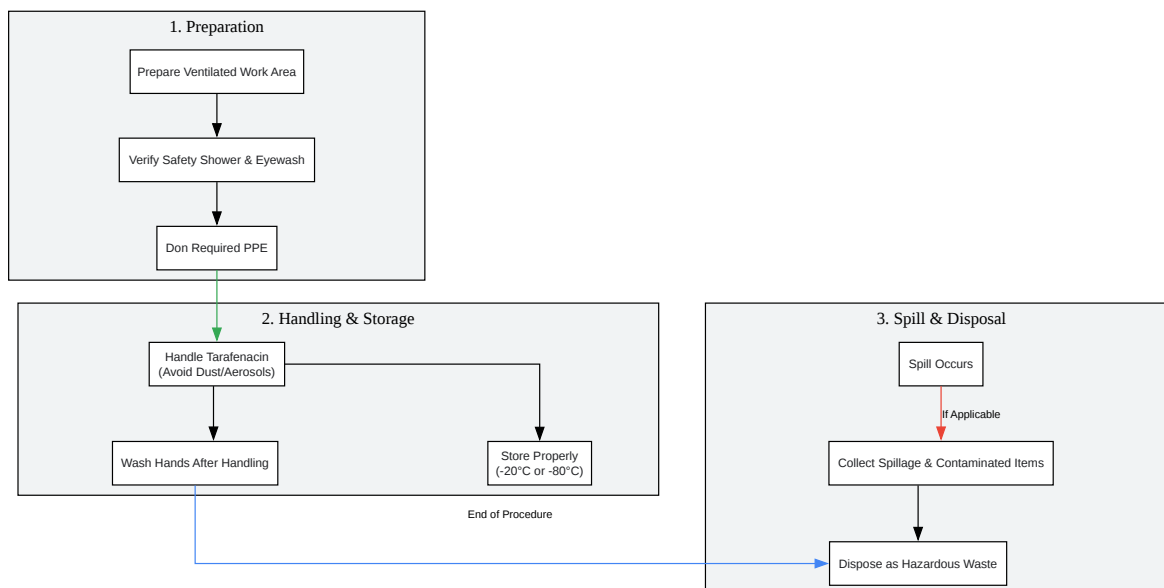 1. Preparation
Prepare Ventilated Work Area
Verify Safety Shower & Eyewash
Don Required PPE
2. Handling & Storage
Handle Tarafenacin
(Avoid Dust/Aerosols)
Wash Hands After Handling
Store Properly
(-20°C or -80°C)
End of Procedure
3. Spill & Disposal
Spill Occurs
If Applicable
Collect Spillage & Contaminated Items
Dispose as Hazardous Waste